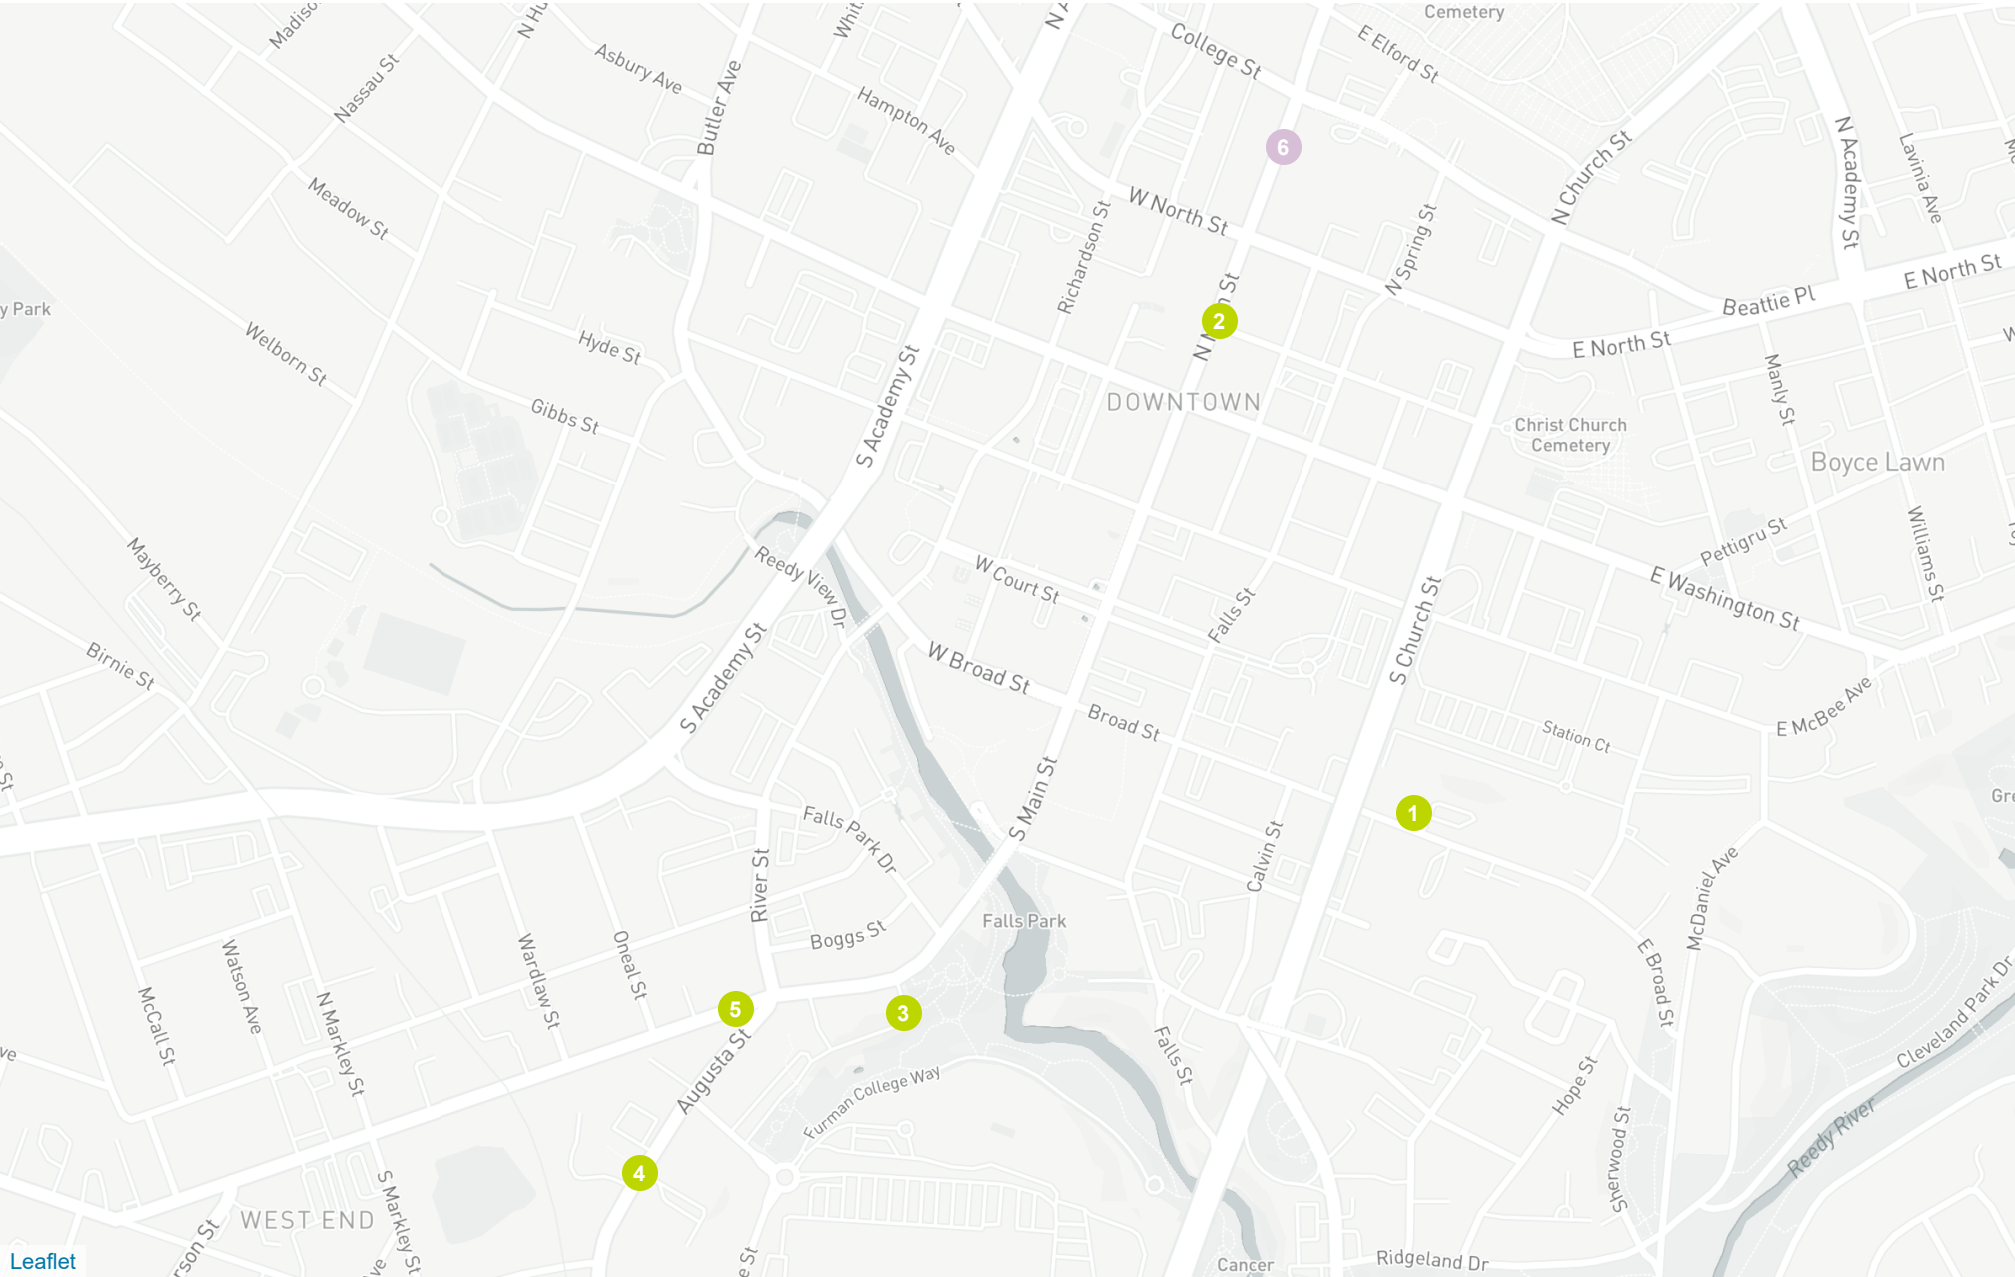 Cemetery
College St
E Elford St
Asbury Ave
Nassau St
Butler Ave
Hampton Ave
N Church St
N Academy St
Lavinia Ave
6
Meadow St
W North St
Richardson St
N Spring St
E North St
Beattie Pl
y Park
2
Welborn St
Hyde St
S Academy St
E North St
Manly St
DOWNTOWN
Gibbs St
Christ Church
Cemetery
Boyce Lawn
Pettigru St
Williams St
Mayberry St
Reedy View Dr
W Court St
Falls St
S Church St
E Washington St
Birnie St
S Academy St
W Broad St
Broad St
Station Ct
E McBee Ave
S Main St
1
Falls Park Dr
Calvin St
McDaniel Ave
River St
Falls Park
Boggs St
Watson Ave
Wardlaw St
Oneal St
E Broad St
McCall St
N Markley St
5
3
Augusta St
Furman College Way
Falls St
Hope St
Cleveland Park Dr
Sherwood St
Reedy River
4
WEST END
S Markley St
Ridgeland Dr
Cancer
Leaflet